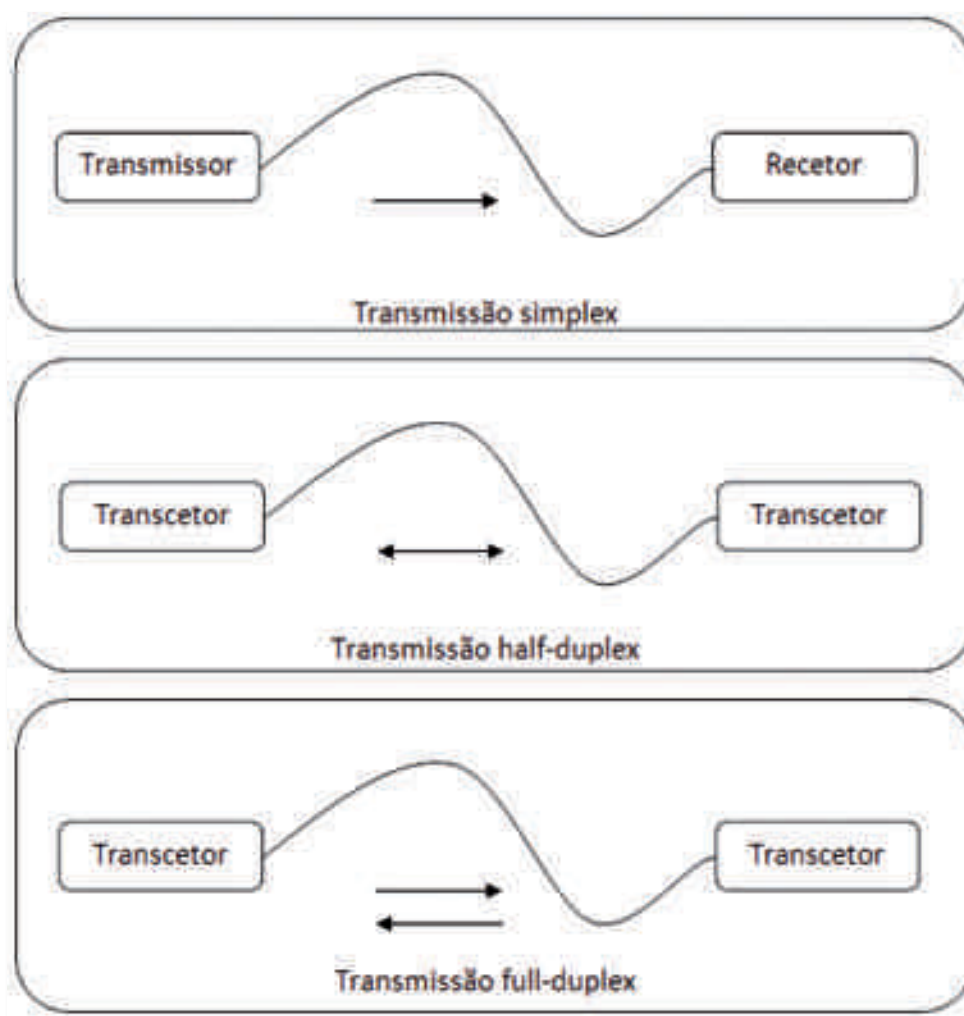 Transmissor
Recetor
Transmissão simplex
Transcetor
Transcetor
Transmissão half-duplex
Transcetor
Transcetor
Transmissão full-duplex